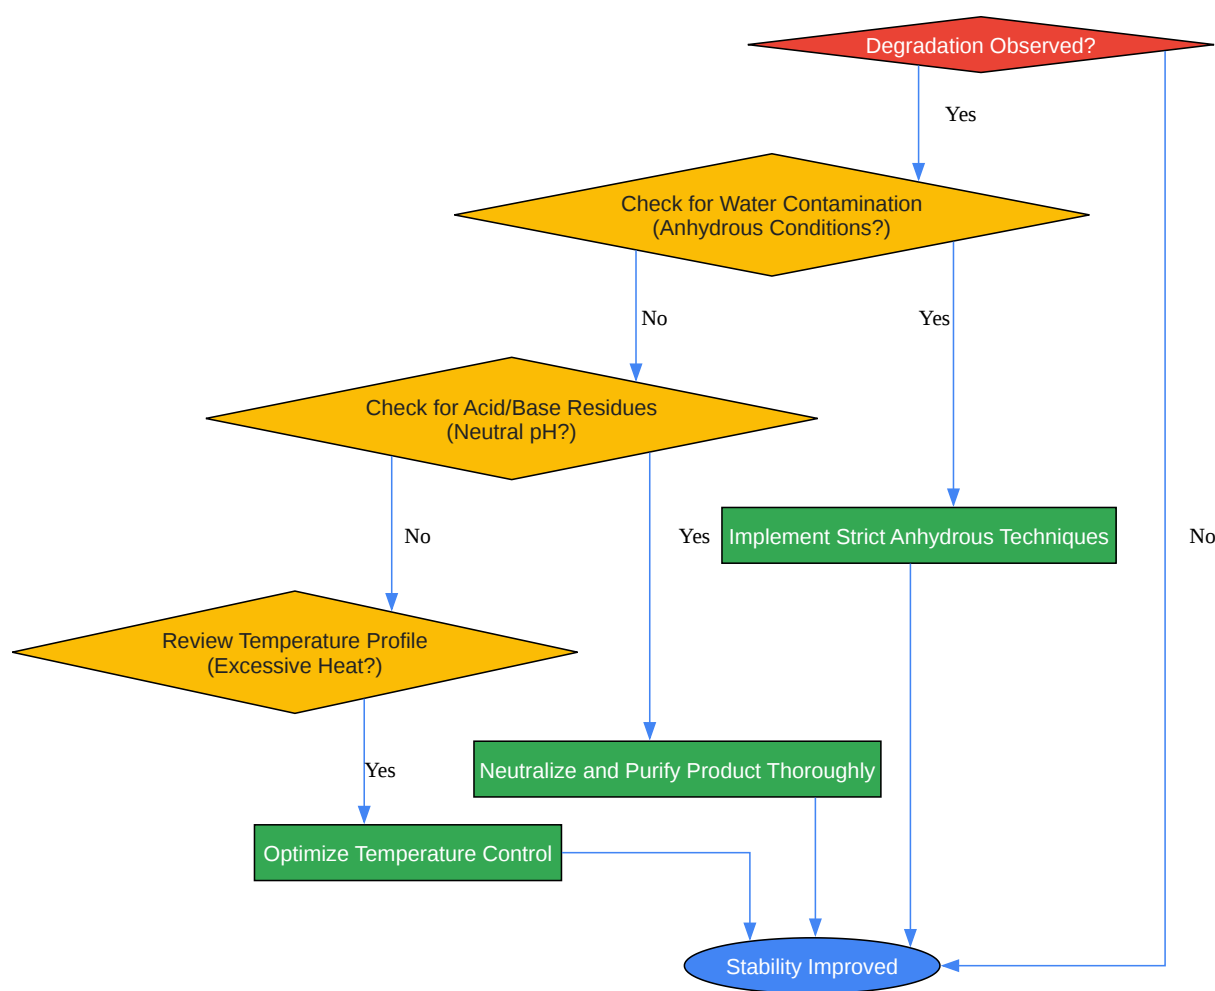 Degradation Observed?
Yes
Check for Water Contamination
(Anhydrous Conditions?)
No
Yes
Check for Acid/Base Residues
(Neutral pH?)
No
Yes
Implement Strict Anhydrous Techniques
No
Review Temperature Profile
(Excessive Heat?)
Yes
Neutralize and Purify Product Thoroughly
Optimize Temperature Control
Stability Improved